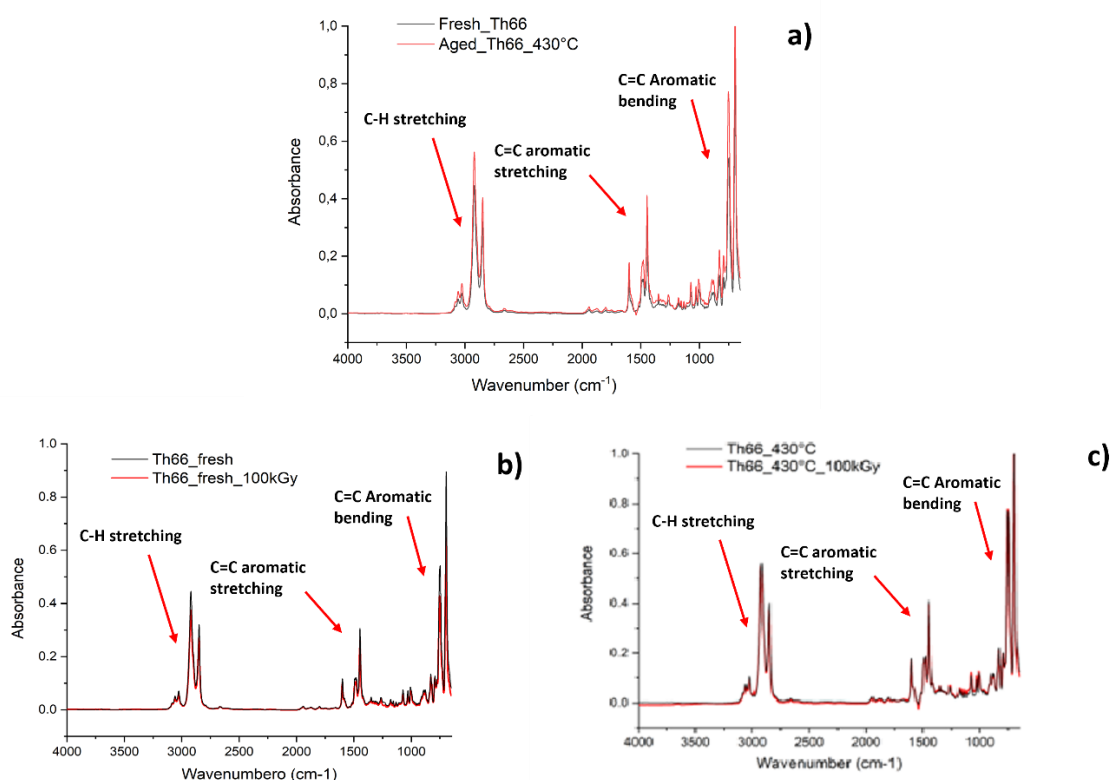 Fresh_Th66
Aged_Th66_430°C
a)
C-H stretching
C=C aromatic
stretching
C=C Aromatic
bending
Absorbance
1,0
0,8
0,6
0,4
0,2
0,0
4000 3500 3000 2500 2000 1500 1000
Wavenumber (cm-1)
Th66_fresh
Th66_fresh_100kGy
b)
C-H stretching
C=C aromatic
stretching
C=C Aromatic
bending
Absorbance
1.0
0.8
0.6
0.4
0.2
0.0
4000 3500 3000 2500 2000 1500 1000
Wavenumbero (cm-1)
Th66_430°C
Th66_430°C_100kGy
c)
C-H stretching
C=C aromatic
stretching
C=C Aromatic
bending
Absorbance
1.0
0.8
0.6
0.4
0.2
0.0
4000 3500 3000 2500 2000 1500 1000
Wavenumber (cm-1)